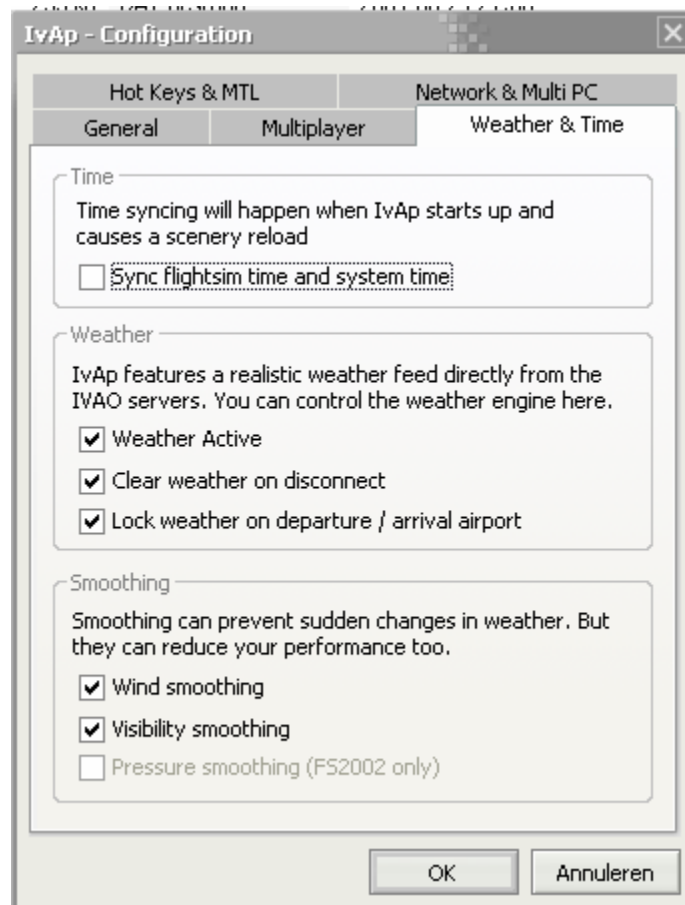 IvAp - Configuration
Hot Keys & MTL Network & Multi PC
General Multiplayer Weather & Time
Time
Time syncing will happen when IvAp starts up and
causes a scenery reload
Sync flightsim time and system time
Weather
IvAp features a realistic weather feed directly from the
IVAO servers. You can control the weather engine here.
Weather Active
Clear weather on disconnect
Lock weather on departure / arrival airport
Smoothing
Smoothing can prevent sudden changes in weather. But
they can reduce your performance too.
Wind smoothing
Visibility smoothing
Pressure smoothing (FS2002 only)
OK Annuleren